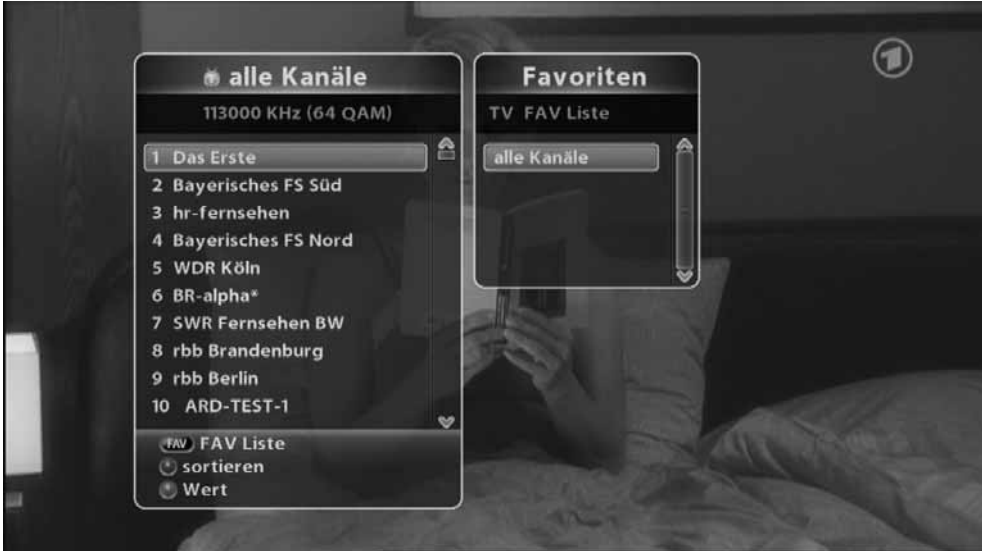 alle Kanäle
113000 KHz (64 QAM)
1 Das Erste
2 Bayerisches FS Süd
3 hr-fernsehen
4 Bayerisches FS Nord
5 WDR Köln
6 BR-alpha*
7 SWR Fernsehen BW
8 rbb Brandenburg
9 rbb Berlin
10 ARD-TEST-1
FAV FAV Liste
sortieren
Wert
Favoriten
TV FAV Liste
alle Kanäle
1